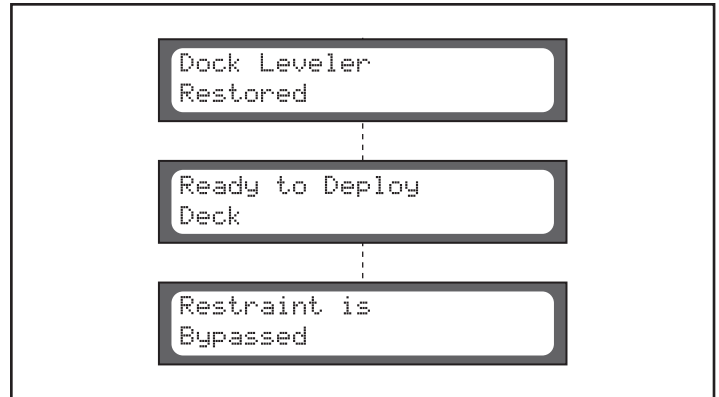 Dock Leveler
Restored
Ready to Deploy
Deck
Restraint is
Bypassed